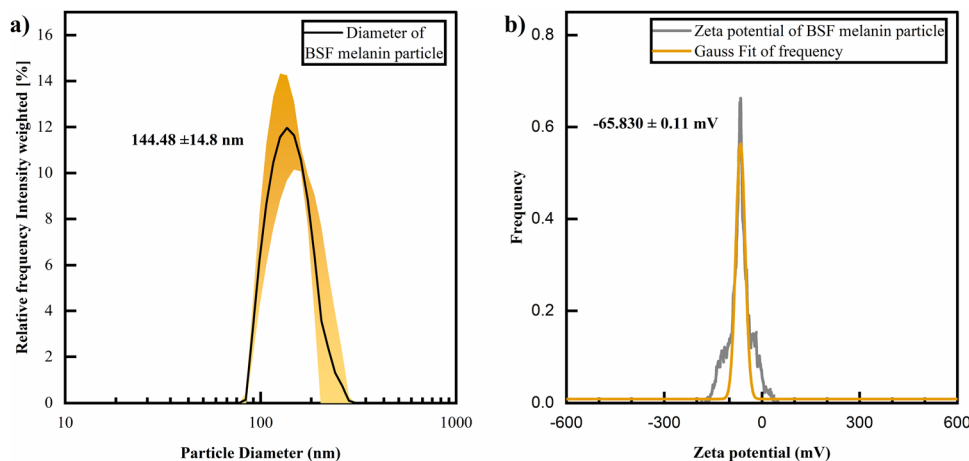 a)
Relative frequency Intensity weighted [%]
16
14
12
10
8
6
4
2
0
Diameter of
BSF melanin particle
144.48 ±14.8 nm
10
100
1000
Particle Diameter (nm)
b)
Frequency
0.8
0.6
0.4
0.2
0.0
Zeta potential of BSF melanin particle
Gauss Fit of frequency
-65.830 ± 0.11 mV
-600
-300
0
300
600
Zeta potential (mV)